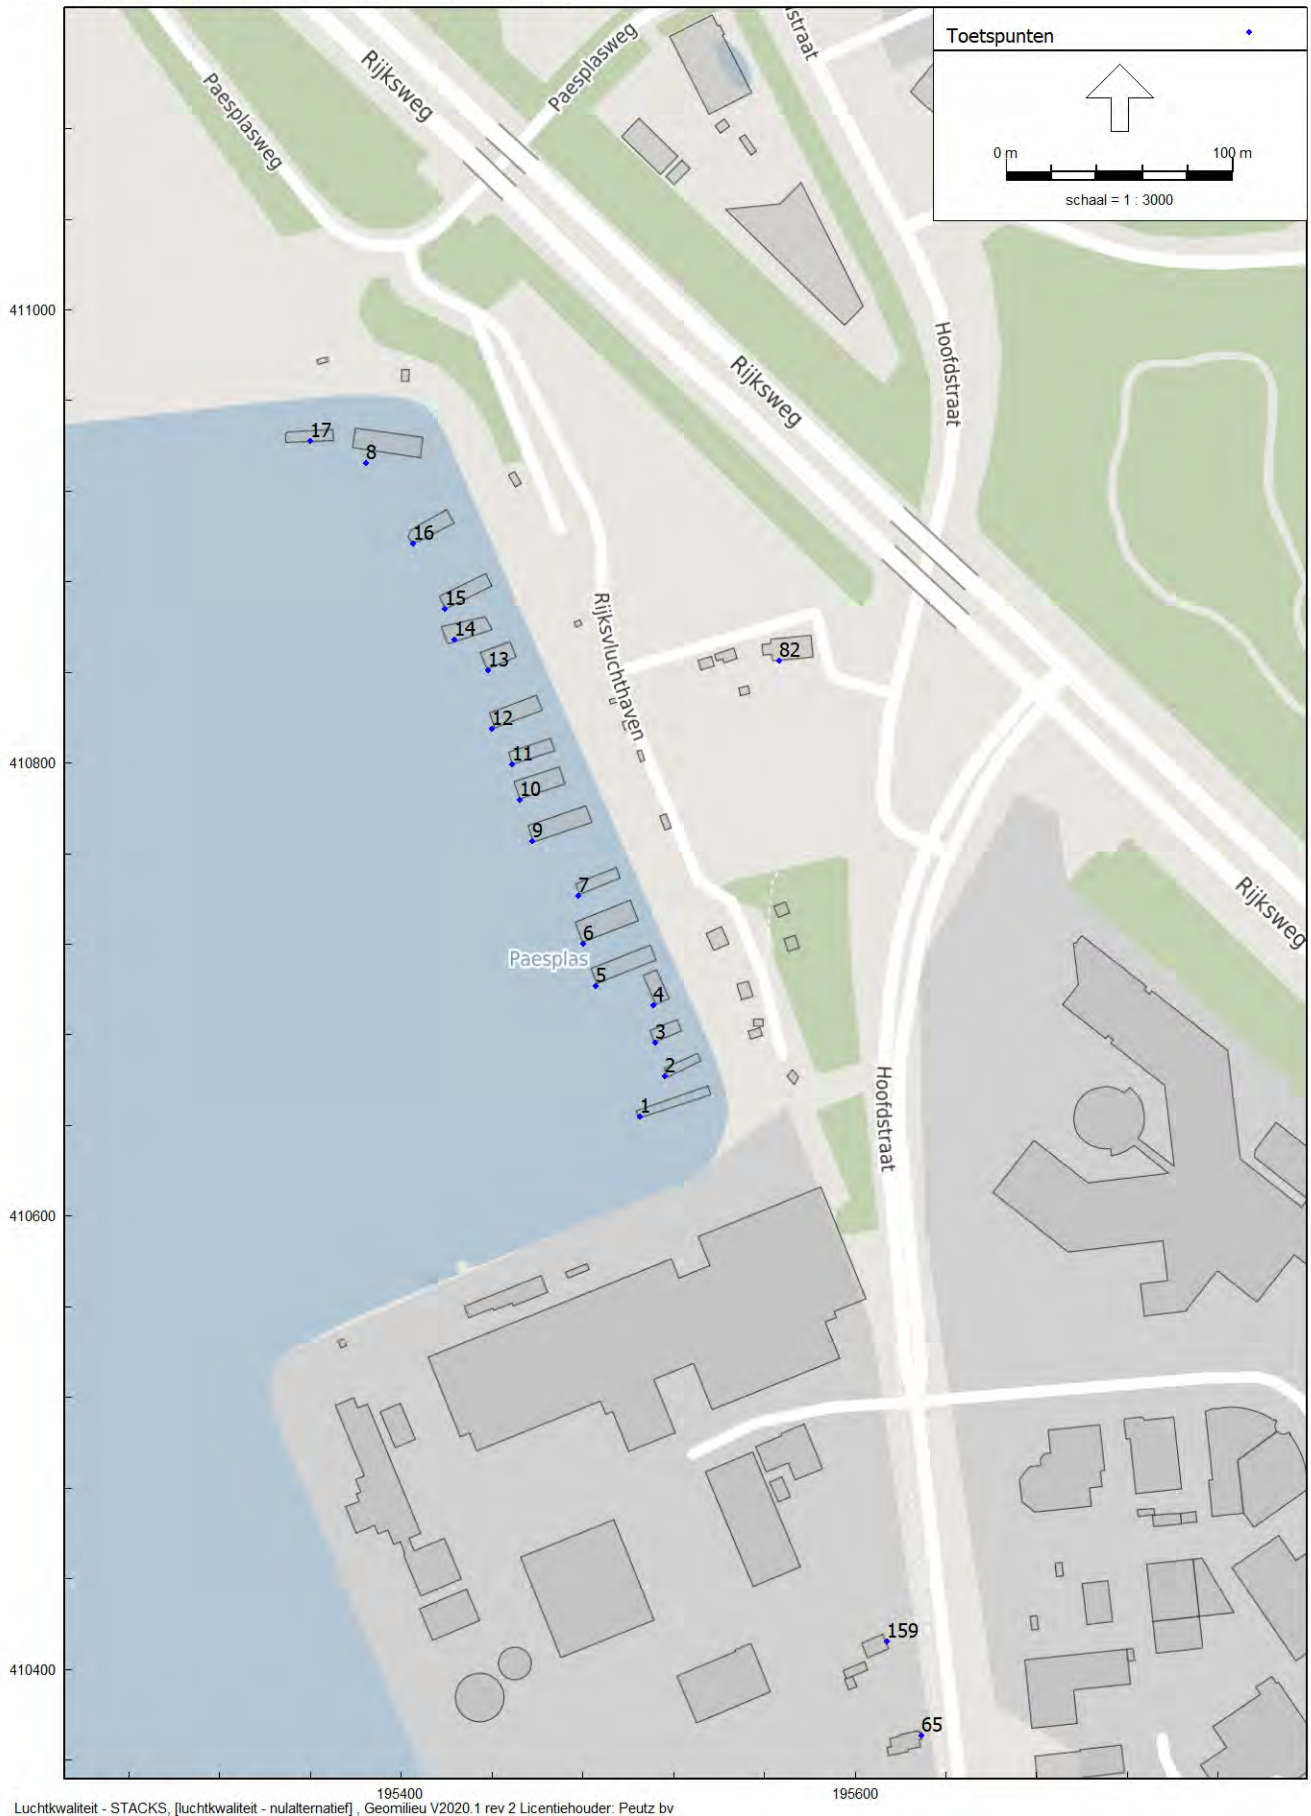 Toetspunten
0 m 100 m
schaal = 1 : 3000
straat
Rijksweg
Paesplasweg
Paesplasweg
411000
Hoofdstraat
Rijksweg
17
8
16
15
14
13
Rijksvluchthaven
82
12
11
410800
10
9
7
6
Paesplas
5
4
3
2
1
Rijksweg
Hoofdstraat
410600
159
410400
65
195400 195600
Luchtkwaliteit - STACKS, [luchtkwaliteit - nulalternatief] , Geomilieu V2020.1 rev 2 Licentiehouder: Peutz bv